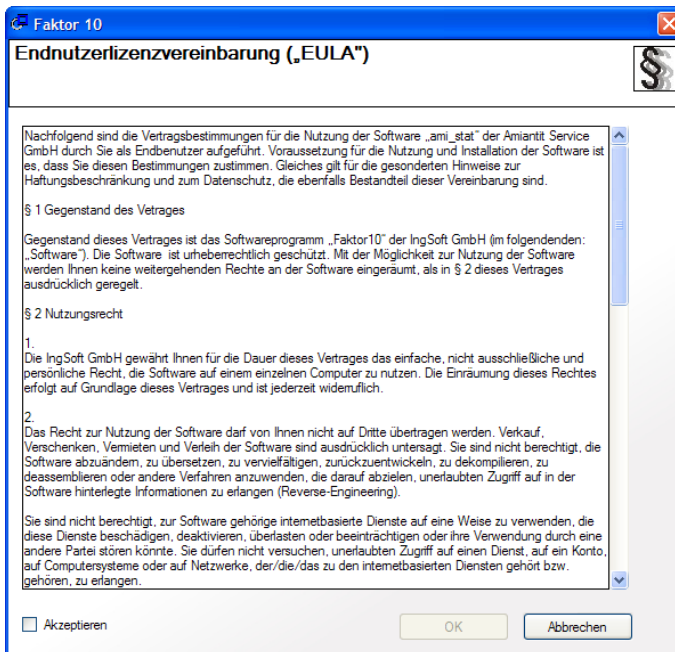 Faktor 10
Endnutzerlizenzvereinbarung („EULA")
§
Nachfolgend sind die Vertragsbestimmungen für die Nutzung der Software „ami_stat" der Amiantit Service
GmbH durch Sie als Endbenutzer aufgeführt. Voraussetzung für die Nutzung und Installation der Software ist
es, dass Sie diesen Bestimmungen zustimmen. Gleiches gilt für die gesonderten Hinweise zur
Haftungsbeschränkung und zum Datenschutz, die ebenfalls Bestandteil dieser Vereinbarung sind.
§ 1 Gegenstand des Vetrages
Gegenstand dieses Vertrages ist das Softwareprogramm „Faktor10" der IngSoft GmbH (im folgendenden:
„Software"). Die Software ist urheberrechtlich geschützt. Mit der Möglichkeit zur Nutzung der Software
werden Ihnen keine weitergehenden Rechte an der Software eingeräumt, als in § 2 dieses Vertrages
ausdrücklich geregelt.
§ 2 Nutzungsrecht
1.
Die IngSoft GmbH gewährt Ihnen für die Dauer dieses Vertrages das einfache, nicht ausschließliche und
persönliche Recht, die Software auf einem einzelnen Computer zu nutzen. Die Einräumung dieses Rechtes
erfolgt auf Grundlage dieses Vertrages und ist jederzeit widerruflich.
2.
Das Recht zur Nutzung der Software darf von Ihnen nicht auf Dritte übertragen werden. Verkauf,
Verschenken, Vermieten und Verleih der Software sind ausdrücklich untersagt. Sie sind nicht berechtigt, die
Software abzuändern, zu übersetzen, zu vervielfältigen, zurückzuentwickeln, zu dekompilieren, zu
deassemblieren oder andere Verfahren anzuwenden, die darauf abzielen, unerlaubten Zugriff auf in der
Software hinterlegte Informationen zu erlangen (Reverse-Engineering).
Sie sind nicht berechtigt, zur Software gehörige internetbasierte Dienste auf eine Weise zu verwenden, die
diese Dienste beschädigen, deaktivieren, überlasten oder beeinträchtigen oder ihre Verwendung durch eine
andere Partei stören könnte. Sie dürfen nicht versuchen, unerlaubten Zugriff auf einen Dienst, auf ein Konto,
auf Computersysteme oder auf Netzwerke, der/die/das zu den internetbasierten Diensten gehört bzw.
gehören, zu erlangen.
Akzeptieren
OK
Abbrechen